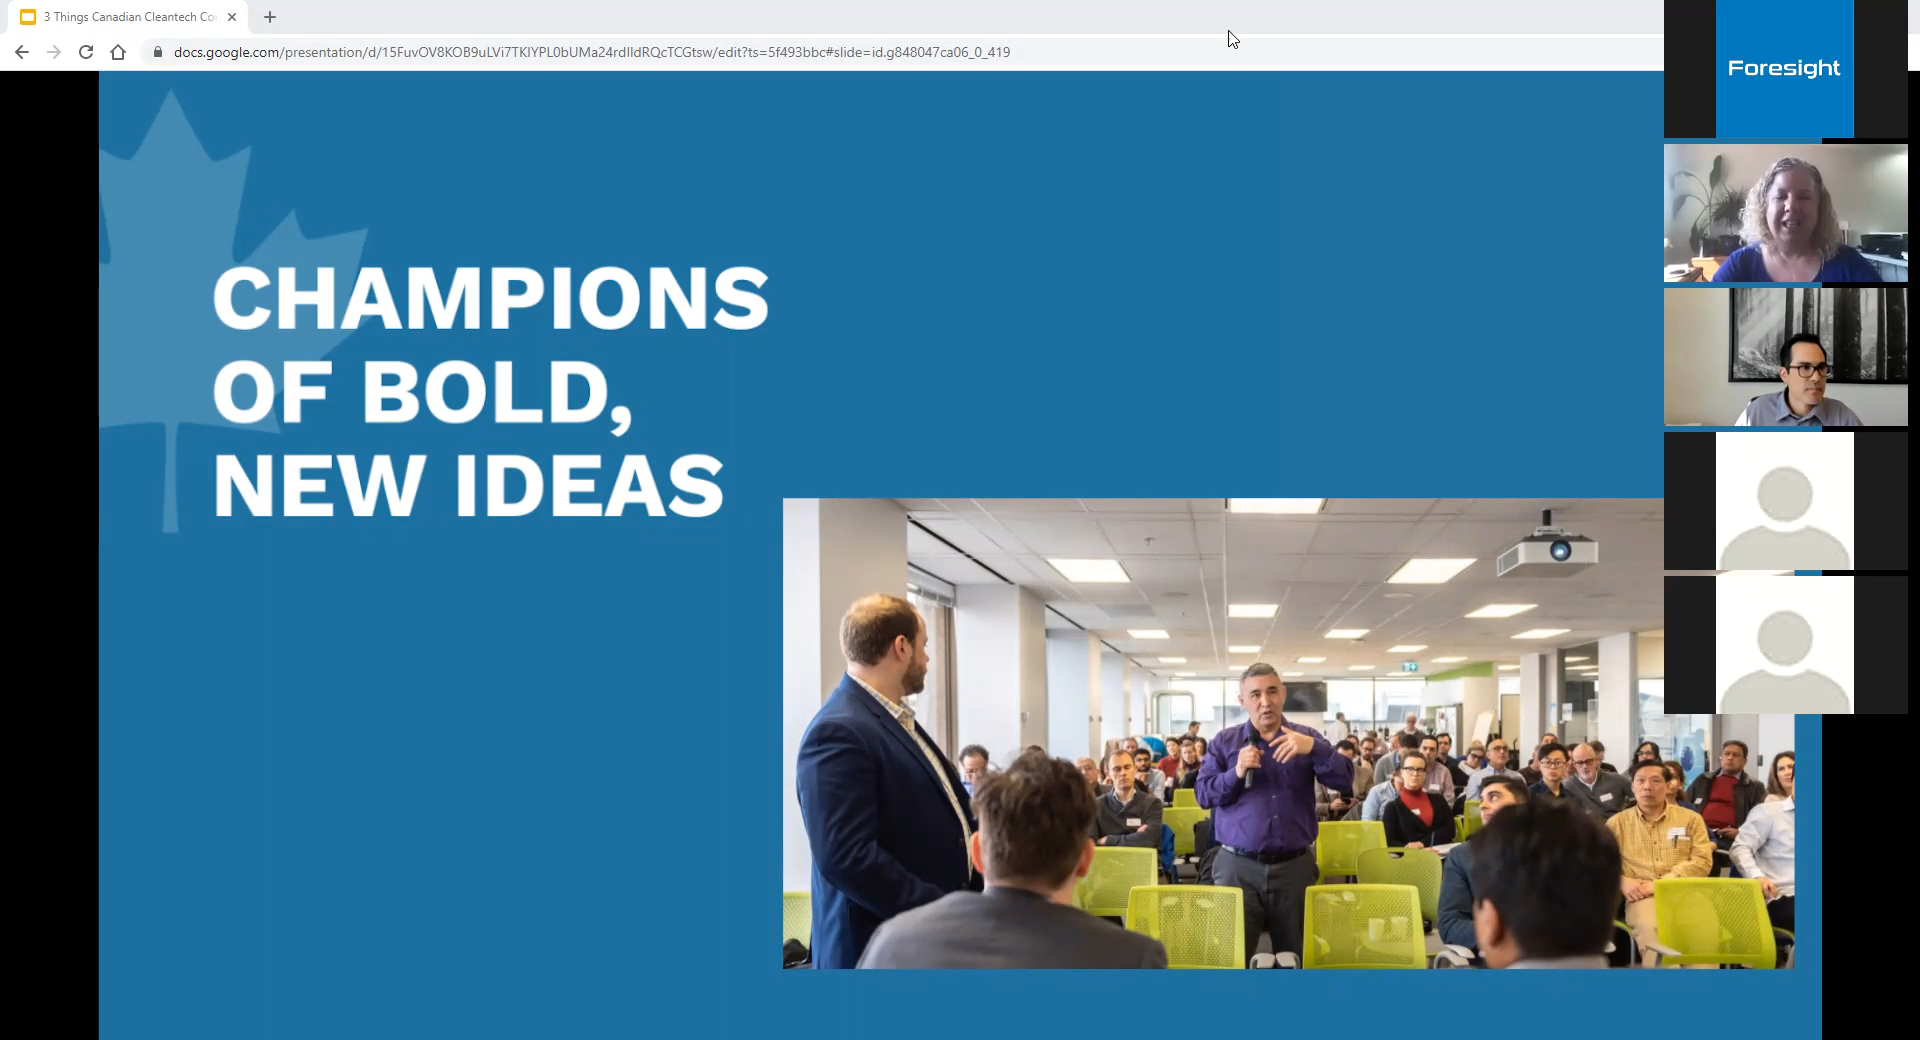 3 Things Canadian Cleantech Co
docs.google.com/presentation/d/15FuvOV8KOB9uLVi7TKlYPL0bUMa24rdlldRQcTCGtsw/edit?ts=5f493bbc#slide=id.g848047ca06_0_419
Foresight
CHAMPIONS
OF BOLD,
NEW IDEAS